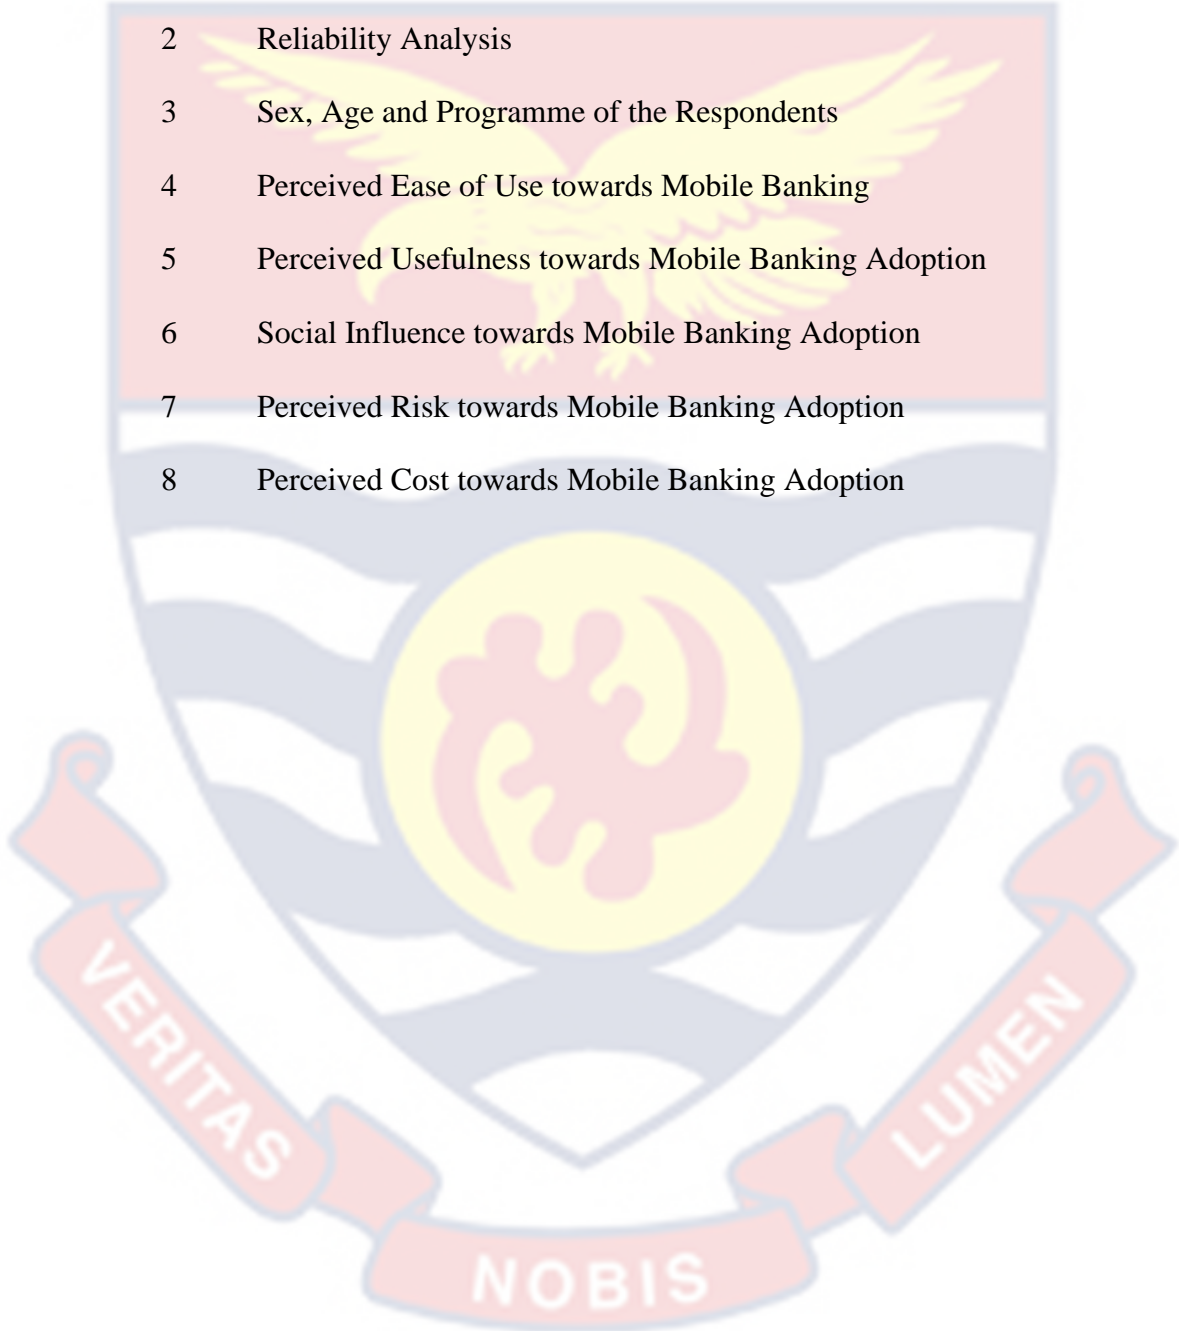 2 Reliability Analysis
3 Sex, Age and Programme of the Respondents
4 Perceived Ease of Use towards Mobile Banking
5 Perceived Usefulness towards Mobile Banking Adoption
6 Social Influence towards Mobile Banking Adoption
7 Perceived Risk towards Mobile Banking Adoption
8 Perceived Cost towards Mobile Banking Adoption
VERITAS
NOBIS
LUMEN